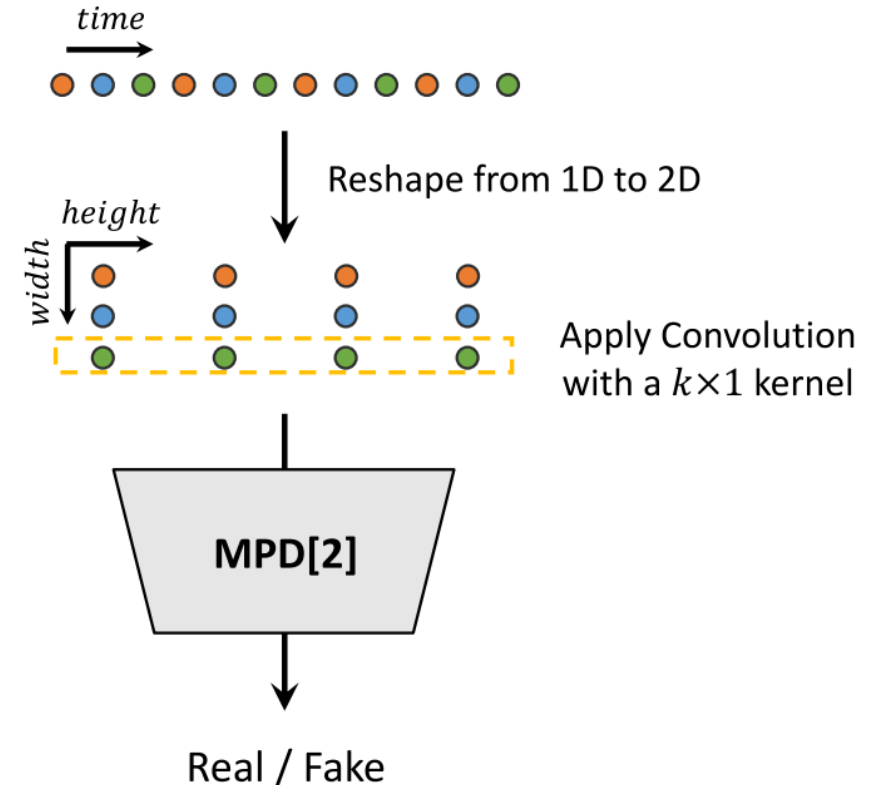 time
Reshape from 1D to 2D
height
width
Apply Convolution
with a k×1 kernel
MPD[2]
Real / Fake